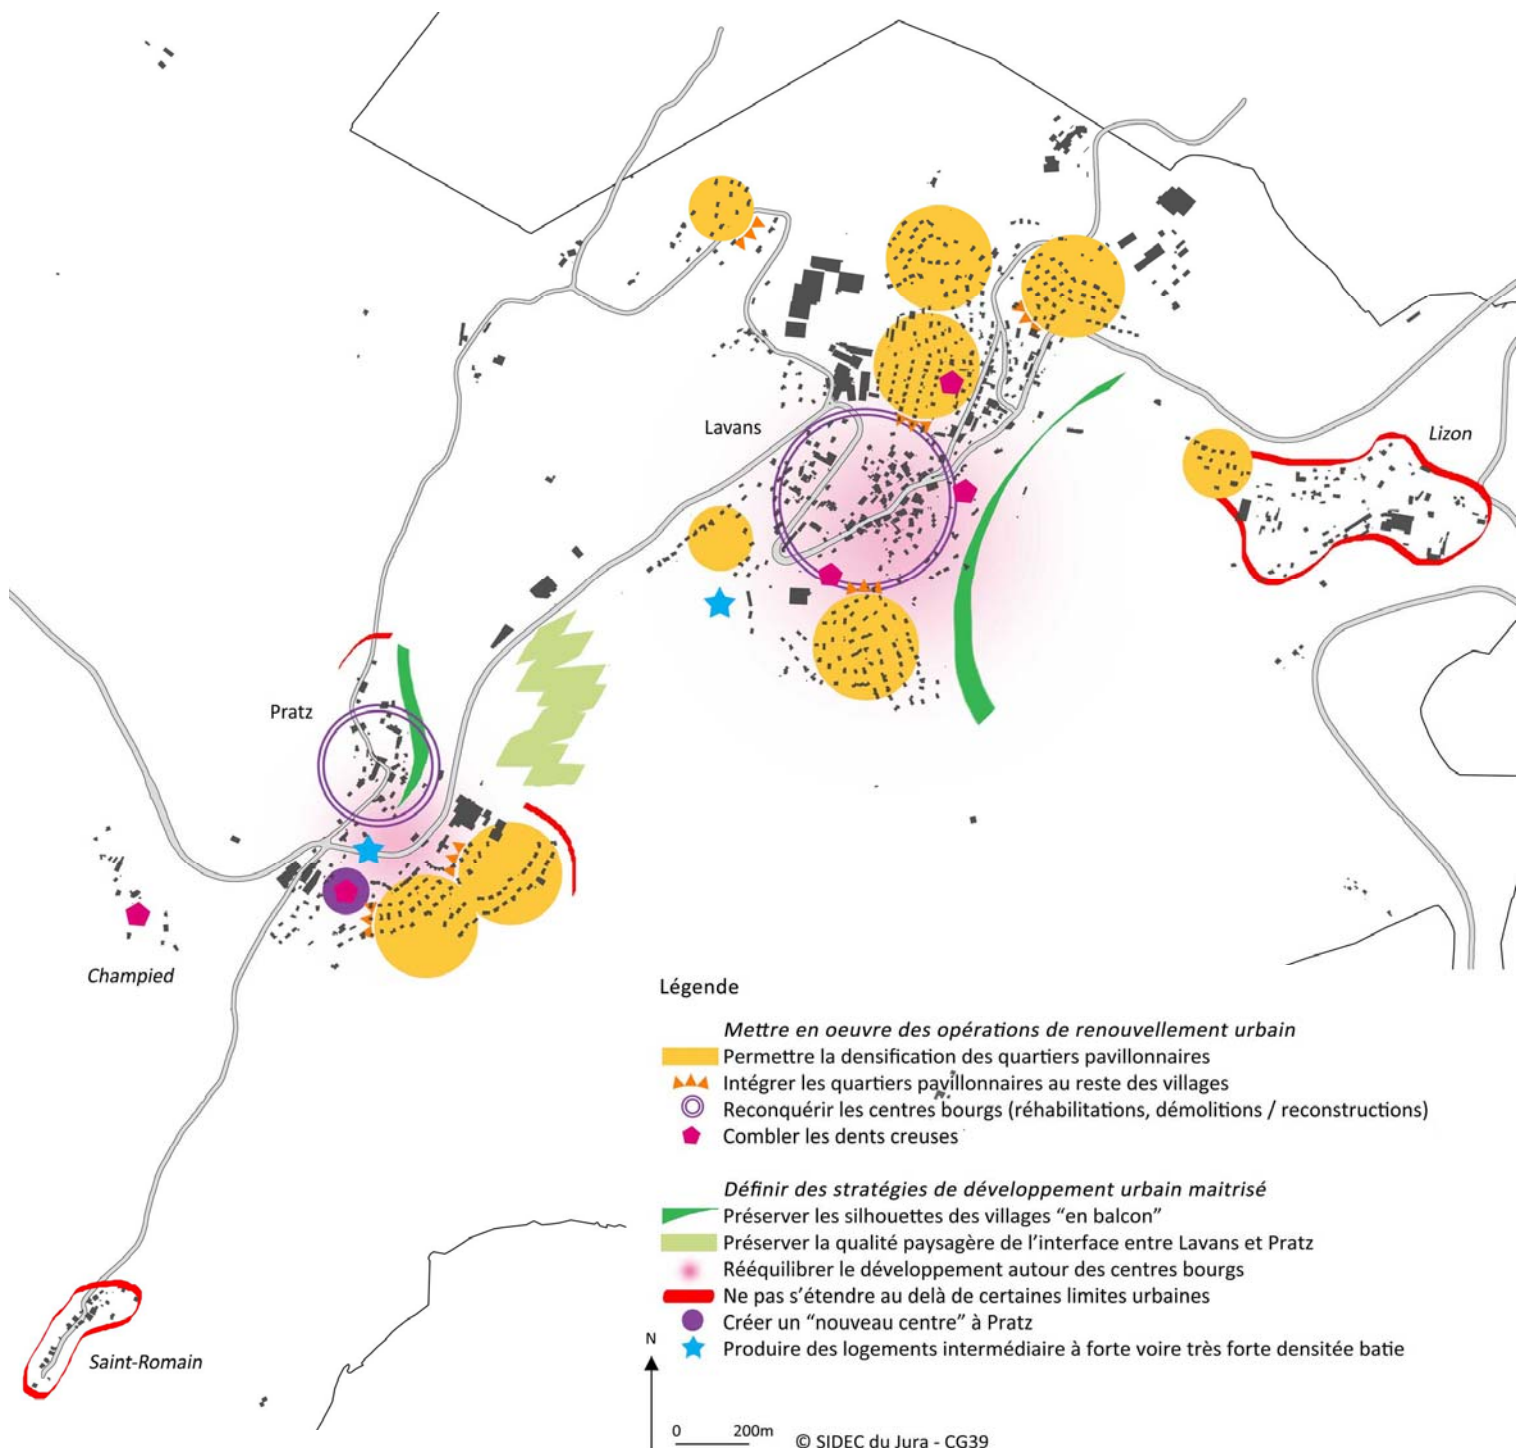 Lavans
Lizon
Pratz
Champied
Saint-Romain
Légende
Mettre en oeuvre des opérations de renouvellement urbain
Permettre la densification des quartiers pavillonnaires
Intégrer les quartiers pavillonnaires au reste des villages
Reconquérir les centres bourgs (réhabilitations, démolitions / reconstructions)
Combler les dents creuses
Définir des stratégies de développement urbain maitrisé
Préserver les silhouettes des villages “en balcon”
Préserver la qualité paysagère de l’interface entre Lavans et Pratz
Rééquilibrer le développement autour des centres bourgs
Ne pas s’étendre au delà de certaines limites urbaines
Créer un “nouveau centre” à Pratz
Produire des logements intermédiaire à forte voire très forte densitée batie
N
0 200m
© SIDEC du Jura - CG39